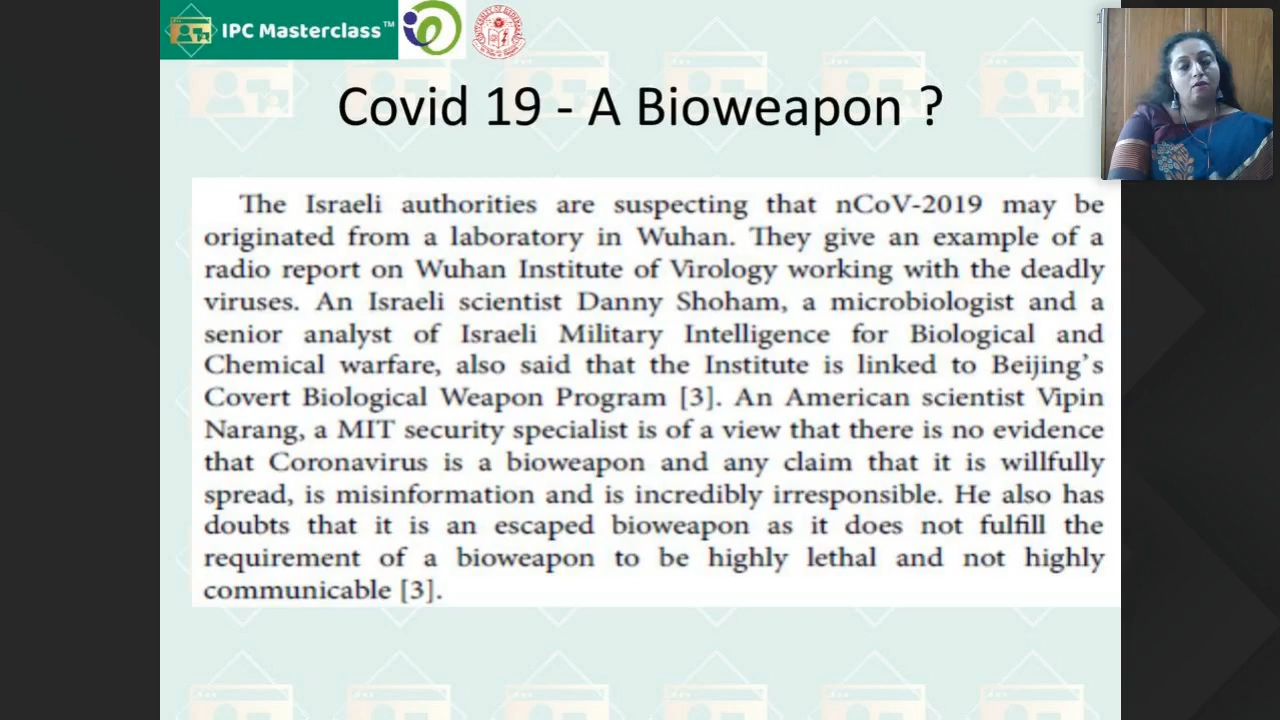 IPC Masterclass™
Covid 19 - A Bioweapon ?
The Israeli authorities are suspecting that nCoV-2019 may be
originated from a laboratory in Wuhan. They give an example of a
radio report on Wuhan Institute of Virology working with the deadly
viruses. An Israeli scientist Danny Shoham, a microbiologist and a
senior analyst of Israeli Military Intelligence for Biological and
Chemical warfare, also said that the Institute is linked to Beijing's
Covert Biological Weapon Program [3]. An American scientist Vipin
Narang, a MIT security specialist is of a view that there is no evidence
that Coronavirus is a bioweapon and any claim that it is willfully
spread, is misinformation and is incredibly irresponsible. He also has
doubts that it is an escaped bioweapon as it does not fulfill the
requirement of a bioweapon to be highly lethal and not highly
communicable [3].